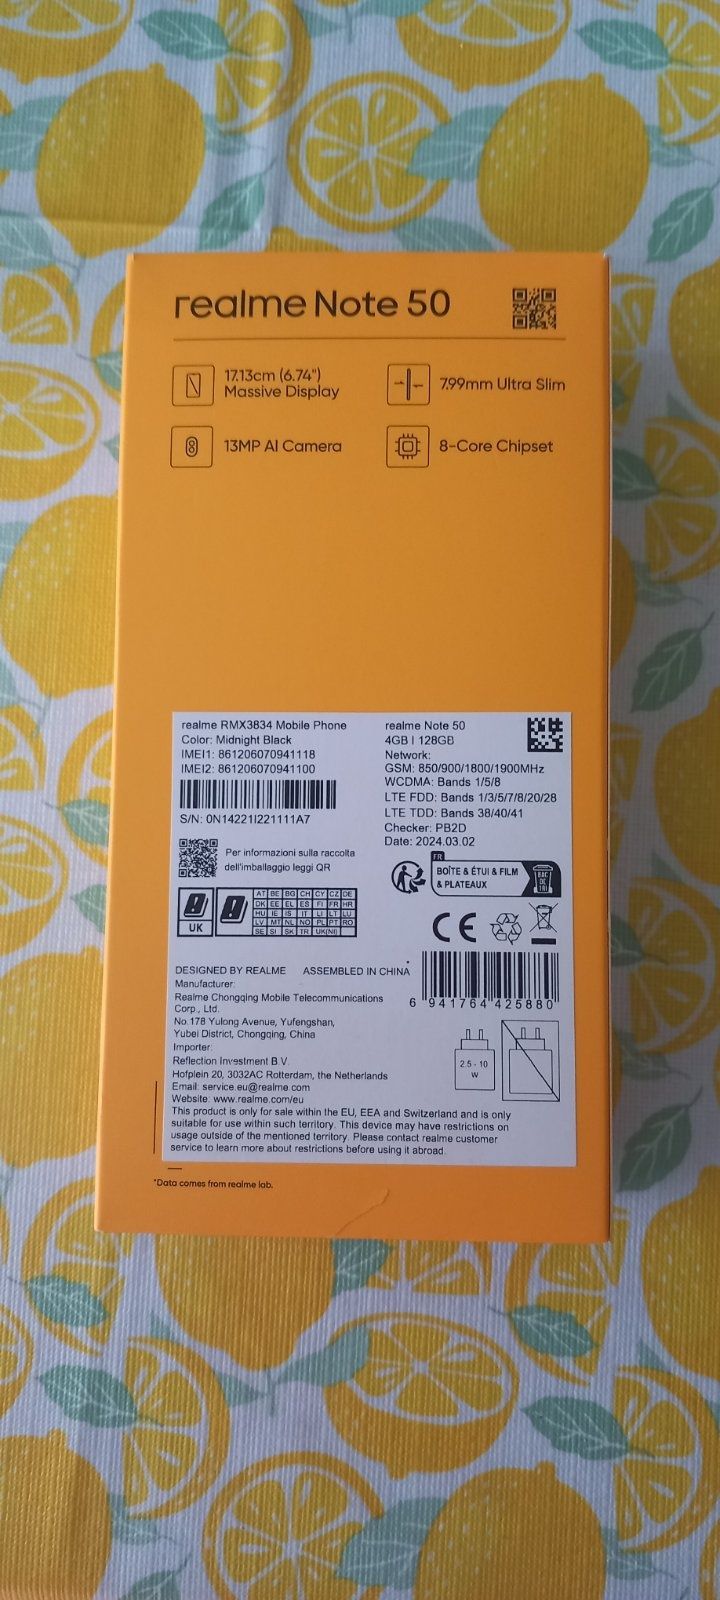 realme Note 50
17.13cm (6.74")
Massive Display
7.99mm Ultra Slim
13MP AI Camera
8-Core Chipset
realme RMX3834 Mobile Phone
Color: Midnight Black
IMEI1: 861206070941118
IMEI2: 861206070941100
S/N: 0N14221I221111A7
Per informazioni sulla raccolta
dell'imballaggio leggi QR
realme Note 50
4GB | 128GB
Network:
GSM: 850/900/1800/1900MHz
WCDMA: Bands 1/5/8
LTE FDD: Bands 1/3/5/7/8/20/28
LTE TDD: Bands 38/40/41
Checker: PB2D
Date: 2024.03.02
FR
BOÎTE & ÉTUI & FILM
& PLATEAUX
BAC
DE
TRI
UK
AT BE BG CH CY CZ DE
DK EE EL ES FI FR HR
HU IE IS IT LI LT LU
LV MT NL NO PL PT RO
SE SI SK TR UK(NI)
CE
DESIGNED BY REALME ASSEMBLED IN CHINA
Manufacturer:
Realme Chongqing Mobile Telecommunications
Corp., Ltd.
No.178 Yulong Avenue, Yufengshan,
Yubei District, Chongqing, China
Importer:
Reflection Investment B.V.
Hofplein 20, 3032AC Rotterdam, the Netherlands
Email: service.eu@realme.com
Website: www.realme.com/eu
6 941764 425880
2.5 - 10
W
This product is only for sale within the EU, EEA and Switzerland and is only
suitable for use within such territory. This device may have restrictions on
usage outside of the mentioned territory. Please contact realme customer
service to learn more about restrictions before using it abroad.
*Data comes from realme lab.